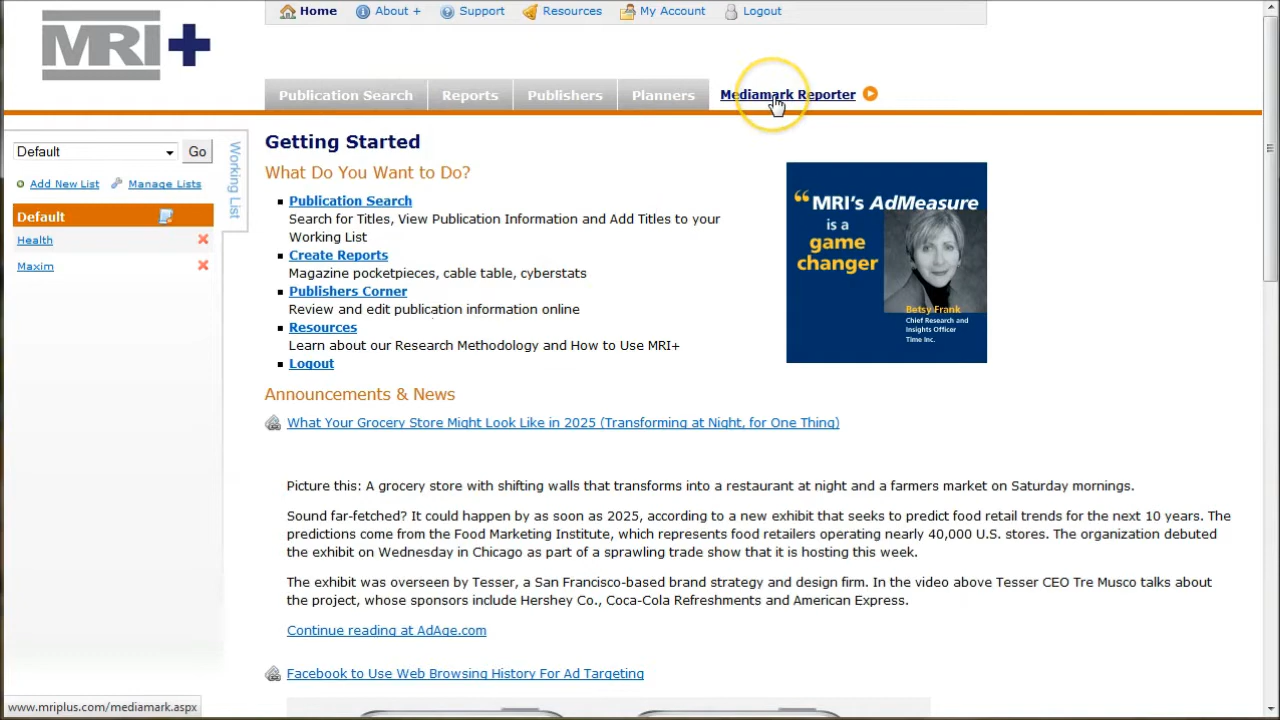 MRI+
Home
About +
Support
Resources
My Account
Logout
Publication Search
Reports
Publishers
Planners
Mediamark Reporter
Default
Go
Add New List
Manage Lists
Working List
Default
Health
Maxim
Getting Started
What Do You Want to Do?
Publication Search
Search for Titles, View Publication Information and Add Titles to your
Working List
Create Reports
Magazine pocketpieces, cable table, cyberstats
Publishers Corner
Review and edit publication information online
Resources
Learn about our Research Methodology and How to Use MRI+
Logout
“MRI's AdMeasure
is a
game
changer
Betsy Frank
Chief Research and
Insights Officer
Time Inc.
Announcements & News
What Your Grocery Store Might Look Like in 2025 (Transforming at Night, for One Thing)
Picture this: A grocery store with shifting walls that transforms into a restaurant at night and a farmers market on Saturday mornings.
Sound far-fetched? It could happen by as soon as 2025, according to a new exhibit that seeks to predict food retail trends for the next 10 years. The
predictions come from the Food Marketing Institute, which represents food retailers operating nearly 40,000 U.S. stores. The organization debuted
the exhibit on Wednesday in Chicago as part of a sprawling trade show that it is hosting this week.
The exhibit was overseen by Tesser, a San Francisco-based brand strategy and design firm. In the video above Tesser CEO Tre Musco talks about
the project, whose sponsors include Hershey Co., Coca-Cola Refreshments and American Express.
Continue reading at AdAge.com
Facebook to Use Web Browsing History For Ad Targeting
www.mriplus.com/mediamark.aspx